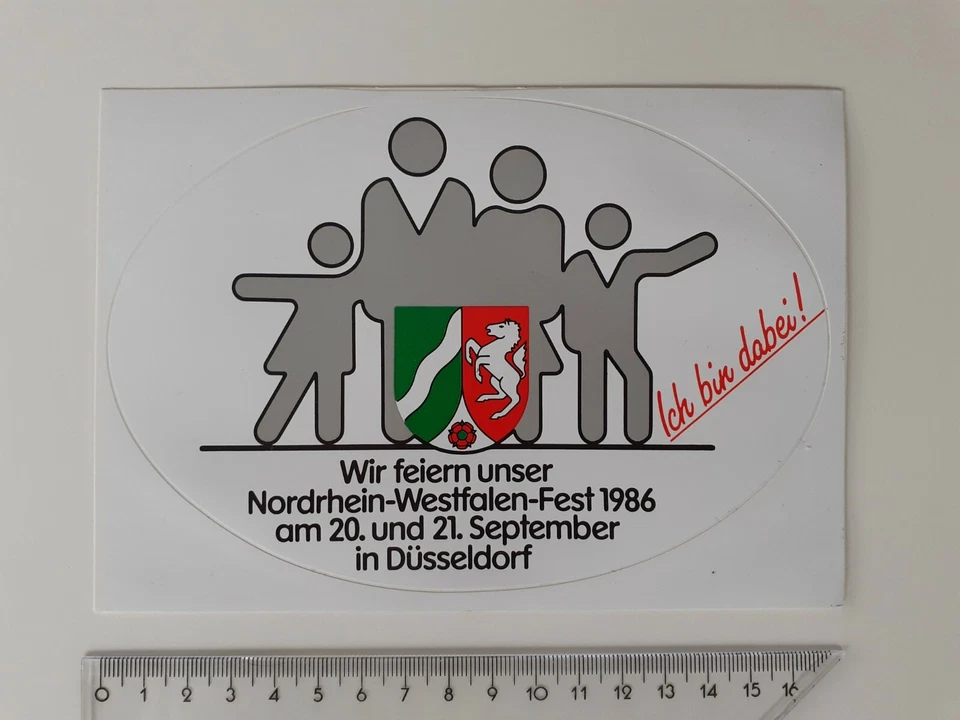 Ich bin dabei!
Wir feiern unser
Nordrhein-Westfalen-Fest 1986
am 20. und 21. September
in Düsseldorf
0 1 2 3 4 5 6 7 8 9 10 11 12 13 14 15 16